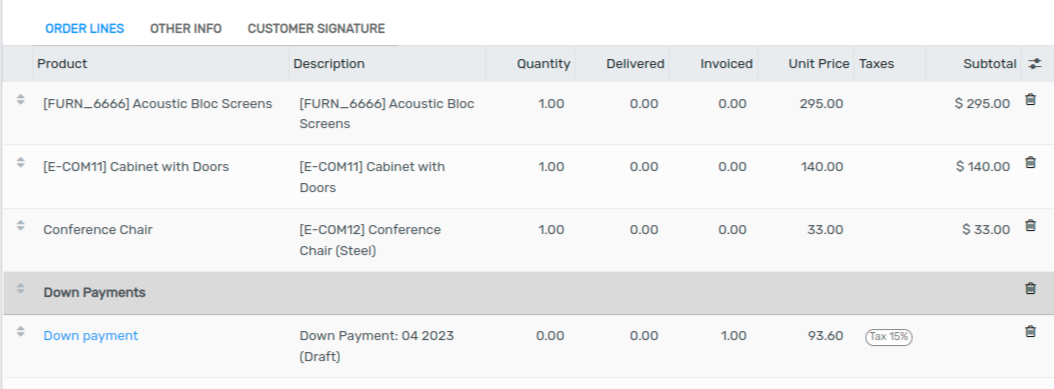 ORDER LINES OTHER INFO CUSTOMER SIGNATURE
Product Description Quantity Delivered Invoiced Unit Price Taxes Subtotal
[FURN_6666] Acoustic Bloc Screens [FURN_6666] Acoustic Bloc 1.00 0.00 0.00 295.00 $ 295.00
Screens
[E-COM11] Cabinet with Doors [E-COM11] Cabinet with 1.00 0.00 0.00 140.00 $ 140.00
Doors
Conference Chair [E-COM12] Conference 1.00 0.00 0.00 33.00 $ 33.00
Chair (Steel)
Down Payments
Down payment Down Payment: 04 2023 0.00 0.00 1.00 93.60 Tax 15%
(Draft)